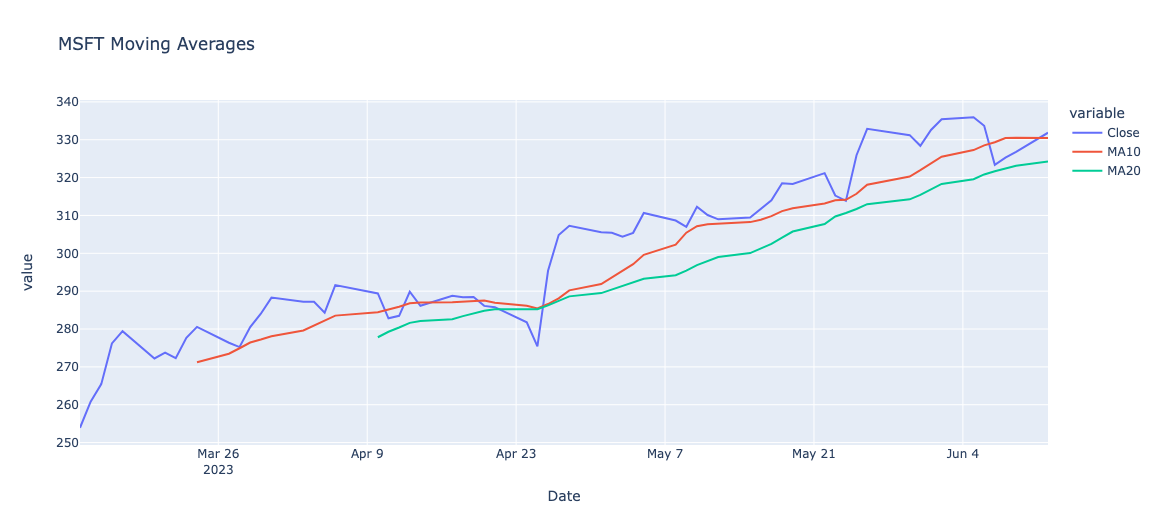 MSFT Moving Averages
value
340
330
320
310
300
290
280
270
260
250
Mar 26
2023
Apr 9
Apr 23
May 7
May 21
Jun 4
Date
variable
Close
MA10
MA20